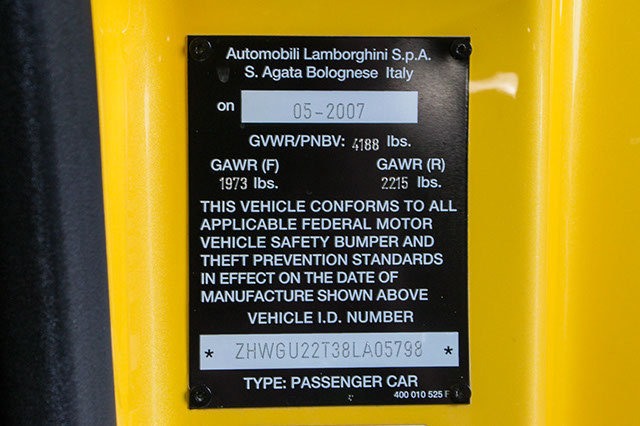 Automobili Lamborghini S.p.A.
S. Agata Bolognese Italy
on 05-2007
GVWR/PNBV: 4188 lbs.
GAWR (F) GAWR (R)
1973 lbs. 2215 lbs.
THIS VEHICLE CONFORMS TO ALL
APPLICABLE FEDERAL MOTOR
VEHICLE SAFETY BUMPER AND
THEFT PREVENTION STANDARDS
IN EFFECT ON THE DATE OF
MANUFACTURE SHOWN ABOVE
VEHICLE I.D. NUMBER
* ZHWGU22T38LA05798 *
TYPE: PASSENGER CAR
400 010 525 F